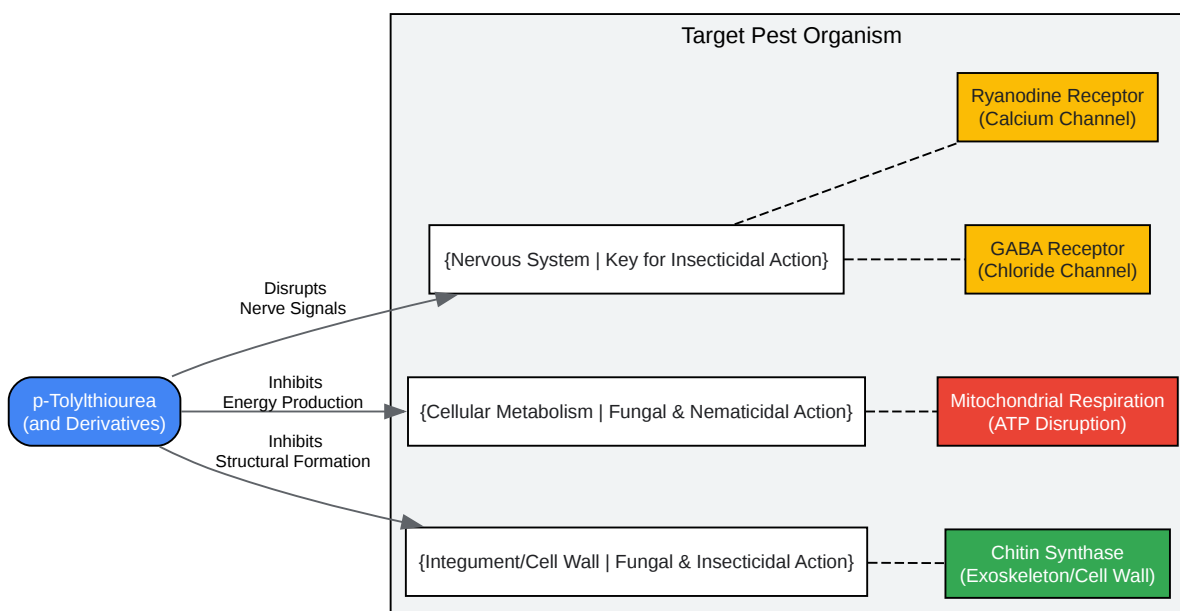 Target Pest Organism
Ryanodine Receptor
(Calcium Channel)
{Nervous System | Key for Insecticidal Action}
GABA Receptor
(Chloride Channel)
Disrupts
Nerve Signals
p-Tolylthiourea
(and Derivatives)
Inhibits
Energy Production
{Cellular Metabolism | Fungal & Nematicidal Action}
Mitochondrial Respiration
(ATP Disruption)
Inhibits
Structural Formation
{Integument/Cell Wall | Fungal & Insecticidal Action}
Chitin Synthase
(Exoskeleton/Cell Wall)